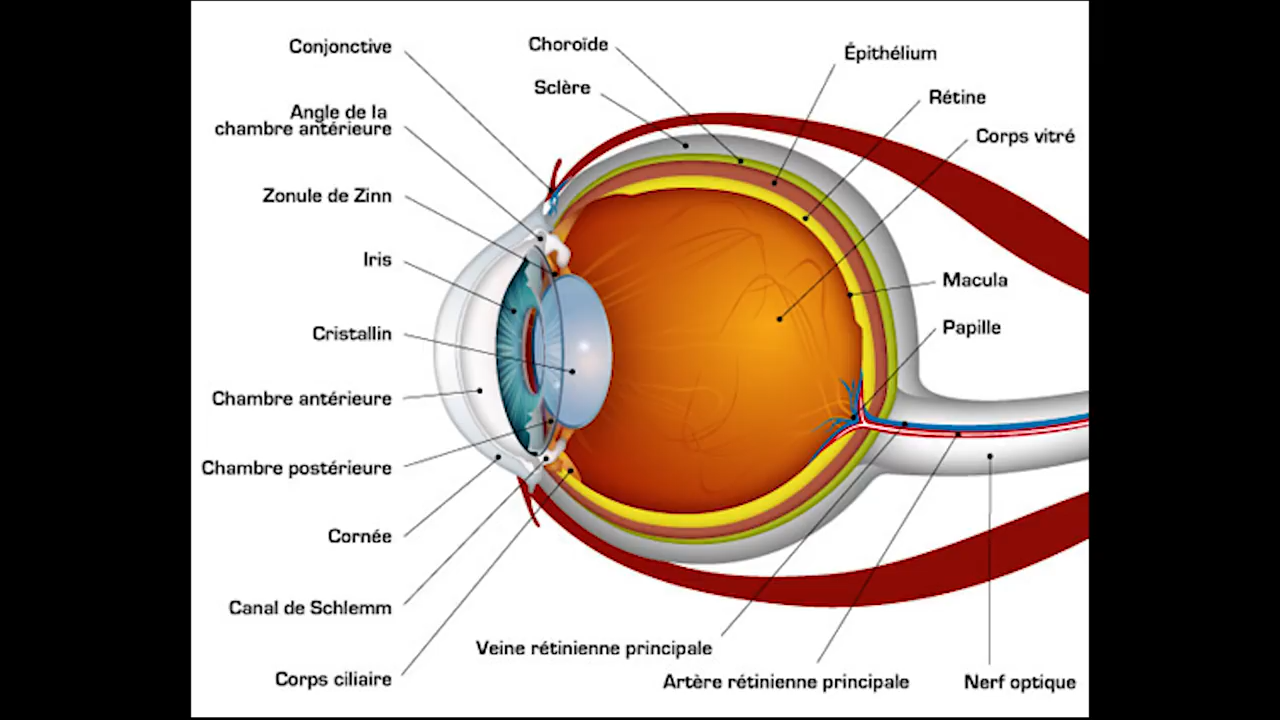 Conjonctive
Angle de la
chambre antérieure
Zonule de Zinn
Iris
Cristallin
Chambre antérieure
Chambre postérieure
Cornée
Canal de Schlemm
Corps ciliaire
Choroïde
Sclère
Épithélium
Rétine
Corps vitré
Macula
Papille
Veine rétinienne principale
Artère rétinienne principale
Nerf optique